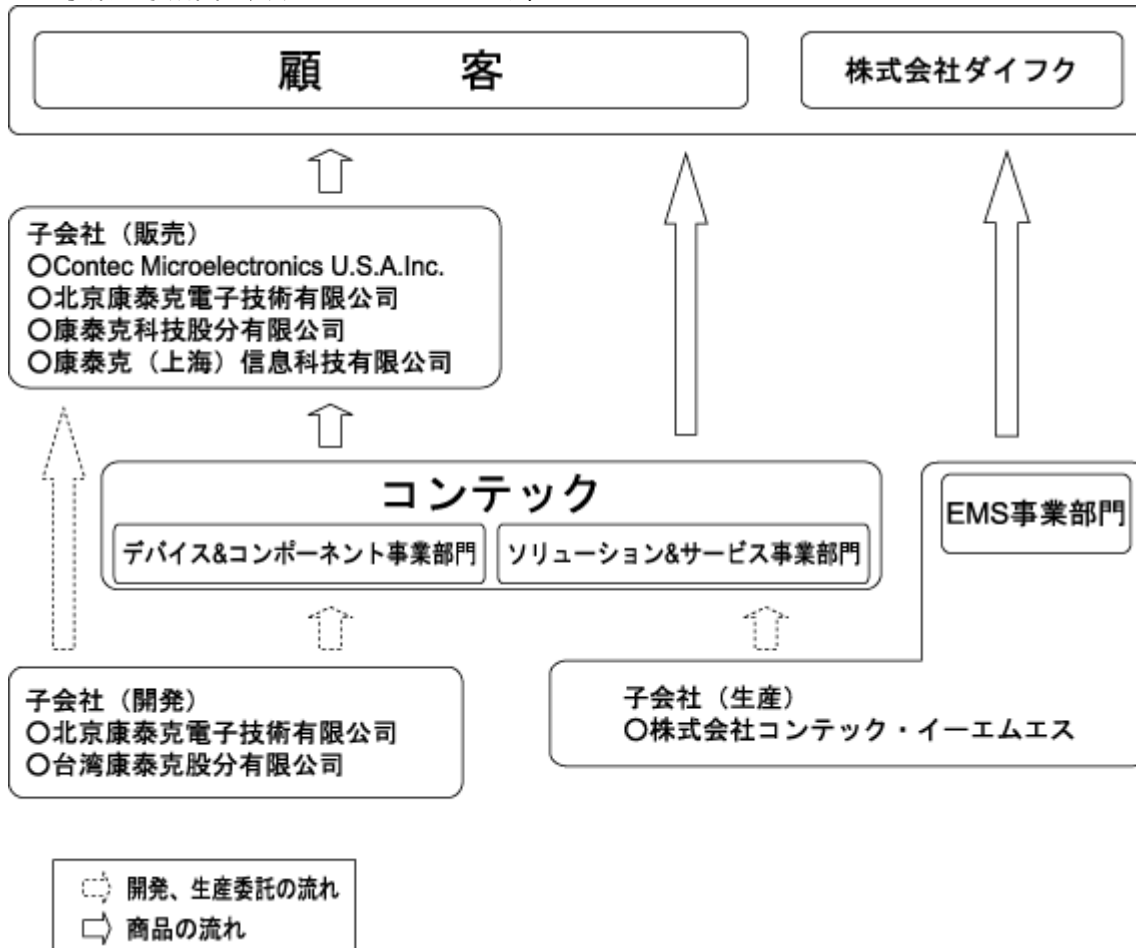 顧 客
株式会社ダイフク
子会社（販売）
○Contec Microelectronics U.S.A.Inc.
○北京康泰克電子技術有限公司
○康泰克科技股分有限公司
○康泰克（上海）信息科技有限公司
コンテック
デバイス&コンポーネント事業部門
ソリューション&サービス事業部門
EMS事業部門
子会社（開発）
○北京康泰克電子技術有限公司
○台湾康泰克股分有限公司
子会社（生産）
○株式会社コンテック・イーエムエス
開発、生産委託の流れ
商品の流れ